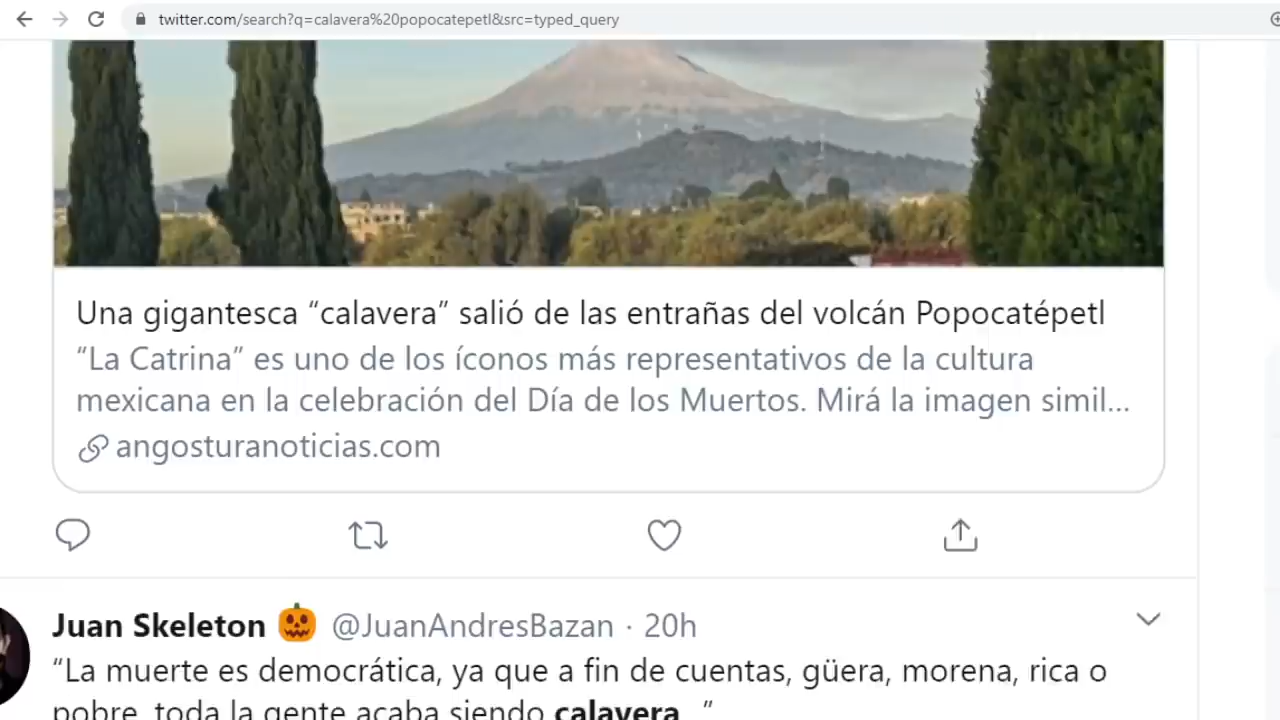 twitter.com/search?q=calavera%20popocatepetl&src=typed_query
Una gigantesca “calavera” salió de las entrañas del volcán Popocatépetl
“La Catrina” es uno de los íconos más representativos de la cultura
mexicana en la celebración del Día de los Muertos. Mirá la imagen simil...
angosturanoticias.com
Juan Skeleton 🎃 @JuanAndresBazan · 20h
“La muerte es democrática, ya que a fin de cuentas, güera, morena, rica o
pobre, toda la gente acaba siendo calavera...”